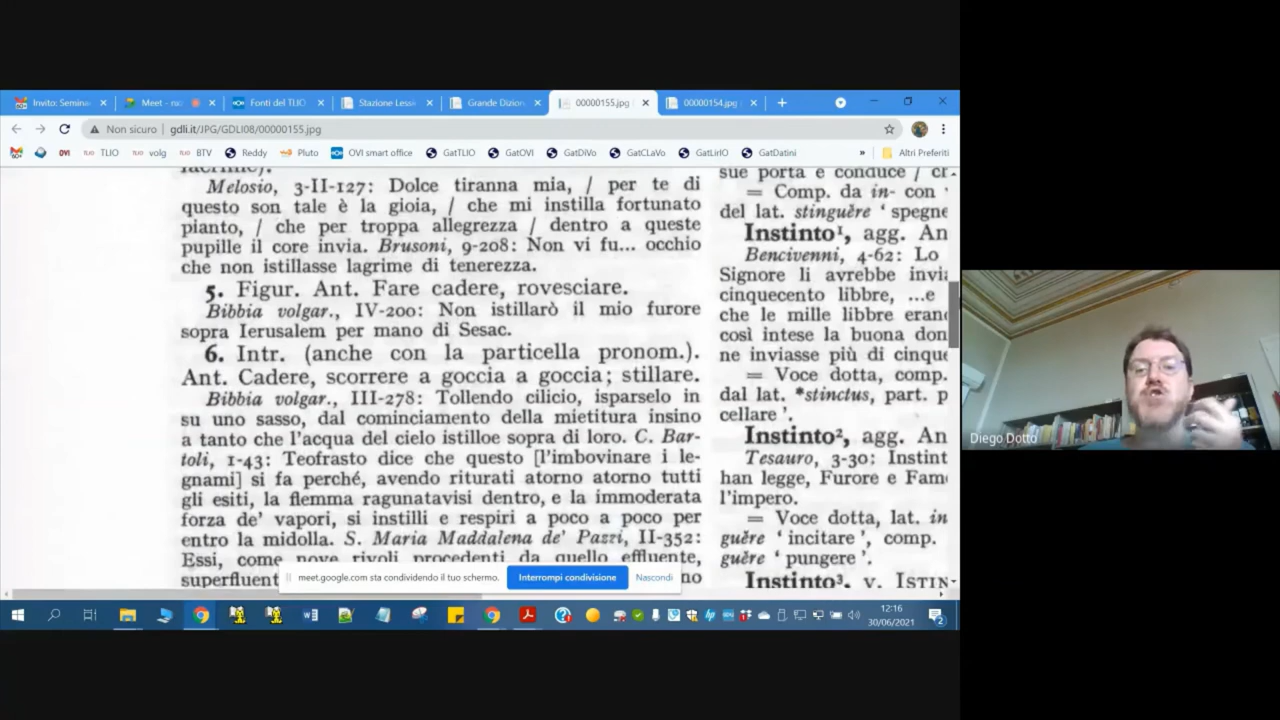 Invito: Semina
Meet - 
Fonti del TLIO
Stazione Lessi
Grande Dizion
00000155.jpg
00000154.jpg
Non sicuro
gdli.it/JPG/GDLI08/00000155.jpg
OVI
TLIO
TLIO
volg
TLIO
BTV
Reddy
Pluto
OVI smart office
GatTLIO
GatOVI
GatDiVo
GatCLaVo
GatLirIO
GatDatini
»
Altri Preferiti
lacrime).
Melosio, 3-II-127: Dolce tiranna mia, / per te di
questo son tale è la gioia, / che mi instilla fortunato
pianto, / che per troppa allegrezza / dentro a queste
pupille il core invia. Brusoni, 9-208: Non vi fu... occhio
che non istillasse lagrime di tenerezza.
5. Figur. Ant. Fare cadere, rovesciare.
Bibbia volgar., IV-200: Non istillarò il mio furore
sopra Ierusalem per mano di Sesac.
6. Intr. (anche con la particella pronom.).
Ant. Cadere, scorrere a goccia a goccia; stillare.
Bibbia volgar., III-278: Tollendo cilicio, isparselo in
su uno sasso, dal cominciamento della mietitura insino
a tanto che l'acqua del cielo istilloe sopra di loro. C. Bar-
toli, 1-43: Teofrasto dice che questo [l'imbovinare i le-
gnami] si fa perché, avendo riturati atorno atorno tutti
gli esiti, la flemma ragunatavisi dentro, e la immoderata
forza de' vapori, si instilli e respiri a poco a poco per
entro la midolla. S. Maria Maddalena de' Pazzi, II-352:
Essi, come nove rivoli procedenti da quello effluente,
superfluent
no
sue porta e conduce / ch
= Comp. da in- con
del lat. stinguĕre ' spegne
Instinto¹, agg. An
Bencivenni, 4-62: Lo
Signore li avrebbe invia
cinquecento libbre, ...e
che le mille libbre eran
così intese la buona don
ne inviasse più di cinque
= Voce dotta, comp.
dal lat. *stinctus, part. p
cellare '.
Instinto², agg. An
Tesauro, 3-30: Instint
han legge, Furore e Fam
l'impero.
= Voce dotta, lat. in
guĕre ' incitare ', comp.
guĕre ' pungere '.
Instinto³, v. ISTIN
meet.google.com sta condividendo il tuo schermo.
Interrompi condivisione
Nascondi
12:16
30/06/2021
2
Diego Dotto